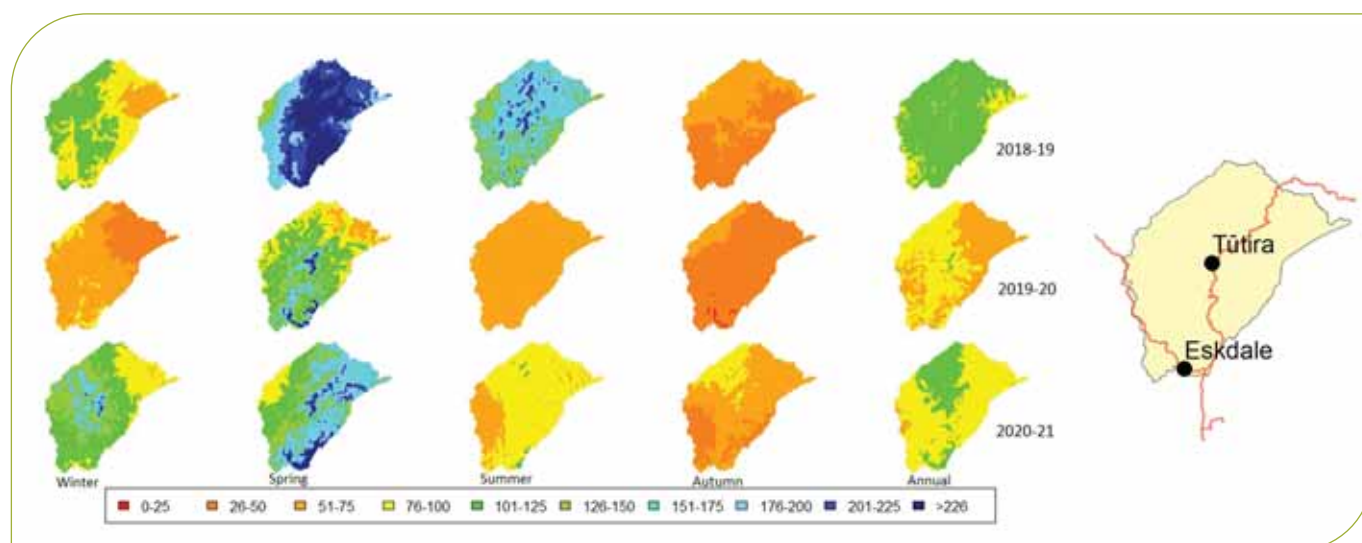 2018-19
Tūtira
2019-20
Eskdale
2020-21
Winter Spring Summer Autumn Annual
0-25 26-50 51-75 76-100 101-125 126-150 151-175 176-200 201-225 >226